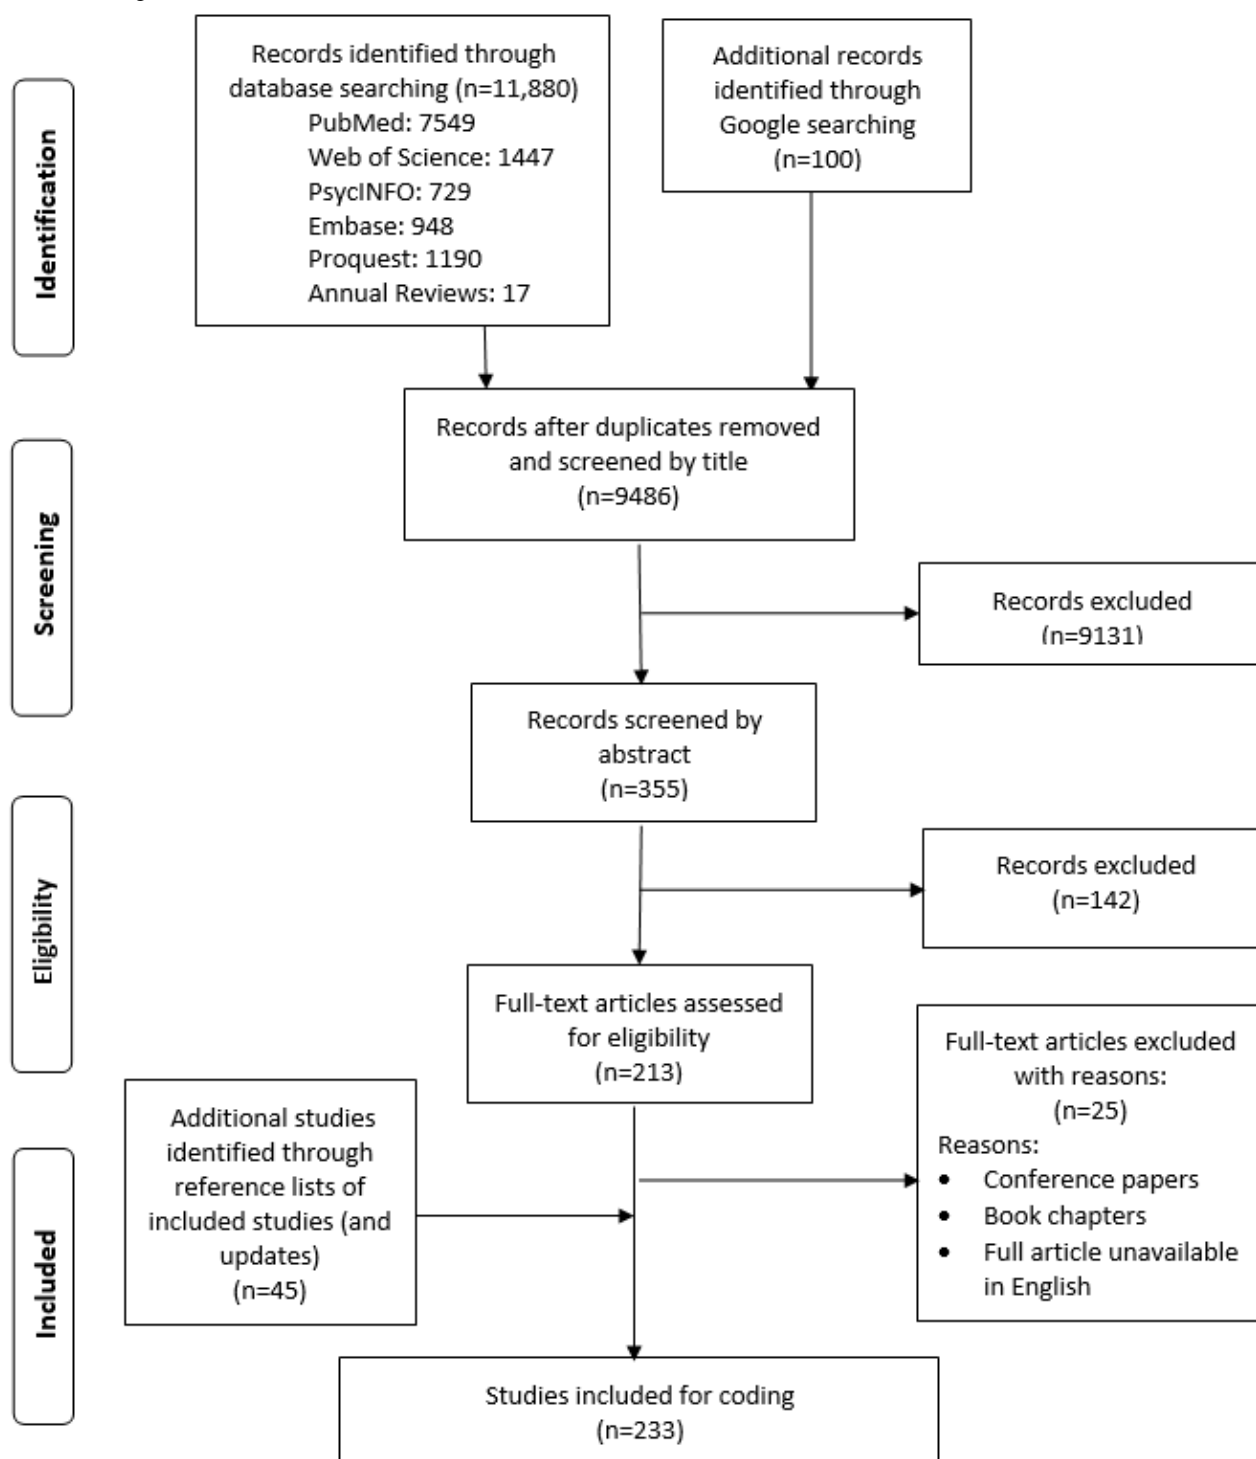 Identification
Records identified through
database searching (n=11,880)
PubMed: 7549
Web of Science: 1447
PsycINFO: 729
Embase: 948
Proquest: 1190
Annual Reviews: 17
Additional records
identified through
Google searching
(n=100)
Records after duplicates removed
and screened by title
(n=9486)
Screening
Records excluded
(n=9131)
Records screened by
abstract
(n=355)
Eligibility
Records excluded
(n=142)
Full-text articles assessed
for eligibility
(n=213)
Full-text articles excluded
with reasons:
(n=25)
Reasons:
• Conference papers
• Book chapters
• Full article unavailable
in English
Additional studies
identified through
reference lists of
included studies (and
updates)
(n=45)
Included
Studies included for coding
(n=233)